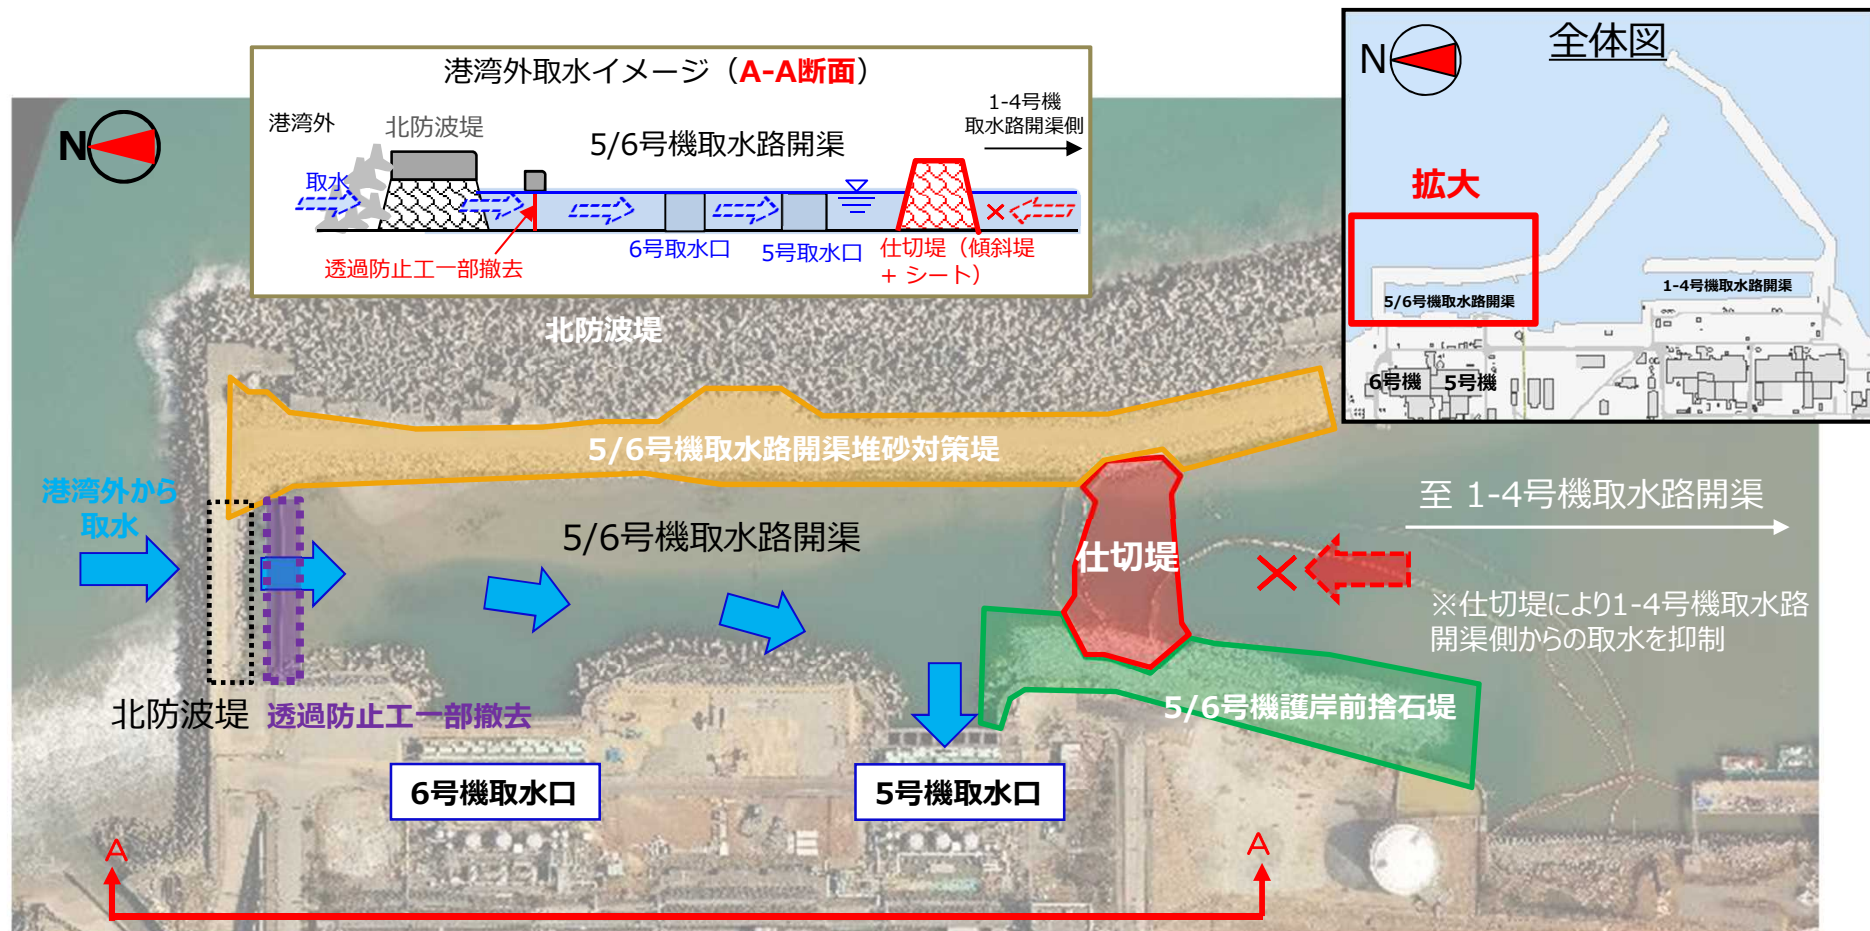 港湾外取水イメージ（A-A断面）
港湾外
北防波堤
5/6号機取水路開渠
1-4号機
取水路開渠側
取水
6号取水口
5号取水口
透過防止工一部撤去
仕切堤（傾斜堤
+ シート）
N
全体図
N
拡大
5/6号機取水路開渠
1-4号機取水路開渠
6号機
5号機
北防波堤
5/6号機取水路開渠堆砂対策堤
港湾外から
取水
5/6号機取水路開渠
仕切堤
至 1-4号機取水路開渠
※仕切堤により1-4号機取水路
開渠側からの取水を抑制
北防波堤
透過防止工一部撤去
5/6号機護岸前捨石堤
6号機取水口
5号機取水口
A
A